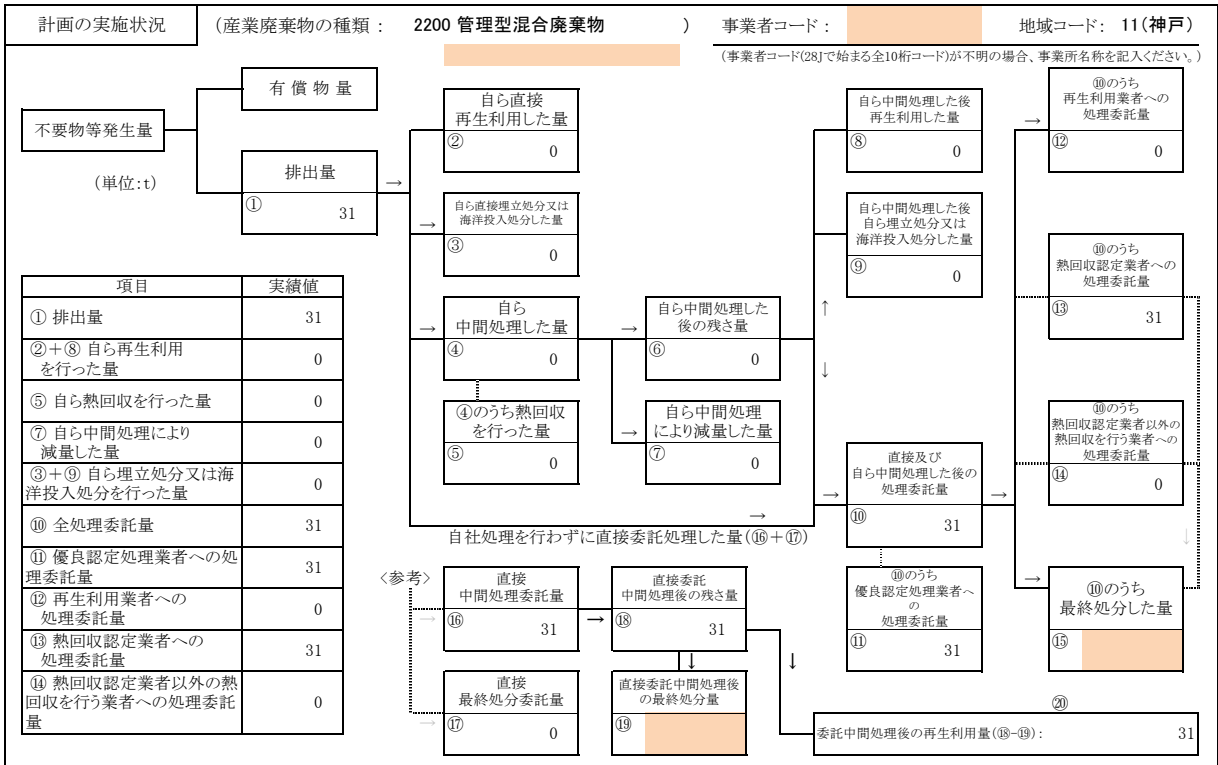 計画の実施状況
(産業廃棄物の種類： 2200 管理型混合廃棄物 ) 事業者コード： 地域コード： 11(神戸)
(事業者コード(28Jで始まる全10桁コード)が不明の場合、事業所名称を記入ください。)
不要物等発生量
(単位:t)
有償物量
排出量
→
① 31
自ら直接
再生利用した量
② 0
→
自ら直接埋立処分又は
海洋投入処分した量
③ 0
→
自ら
中間処理した量
④ 0
④のうち熱回収
を行った量
⑤ 0
→
自ら中間処理した
後の残さ量
⑥ 0
→
自ら中間処理
により減量した量
⑦ 0
自ら中間処理した後
再生利用した量
⑧ 0
自ら中間処理した後
自ら埋立処分又は
海洋投入処分した量
⑨ 0
↑
↓
→
直接及び
自ら中間処理した後の
処理委託量
⑩ 31
→
⑩のうち
優良認定処理業者へ
の
処理委託量
⑪ 31
→
⑩のうち
再生利用業者への
処理委託量
⑫ 0
⑩のうち
熱回収認定業者への
処理委託量
⑬ 31
⑩のうち
熱回収認定業者以外の
熱回収を行う業者への
処理委託量
⑭ 0
↓
→
⑩のうち
最終処分した量
⑮
→
自社処理を行わずに直接委託処理した量(⑯+⑰)
〈参考〉
→
直接
中間処理委託量
⑯ 31
→
直接委託
中間処理後の残さ量
⑱ 31
→
直接
最終処分委託量
⑰ 0
↓
直接委託中間処理後
の最終処分量
⑲
↓
⑳
委託中間処理後の再生利用量(⑱-⑲)： 31
項目 実績値
① 排出量 31
②+⑧ 自ら再生利用
を行った量 0
⑤ 自ら熱回収を行った量 0
⑦ 自ら中間処理により
減量した量 0
③+⑨ 自ら埋立処分又は海
洋投入処分を行った量 0
⑩ 全処理委託量 31
⑪ 優良認定処理業者への処
理委託量 31
⑫ 再生利用業者への
処理委託量 0
⑬ 熱回収認定業者への
処理委託量 31
⑭ 熱回収認定業者以外の熱
回収を行う業者への処理委託
量 0